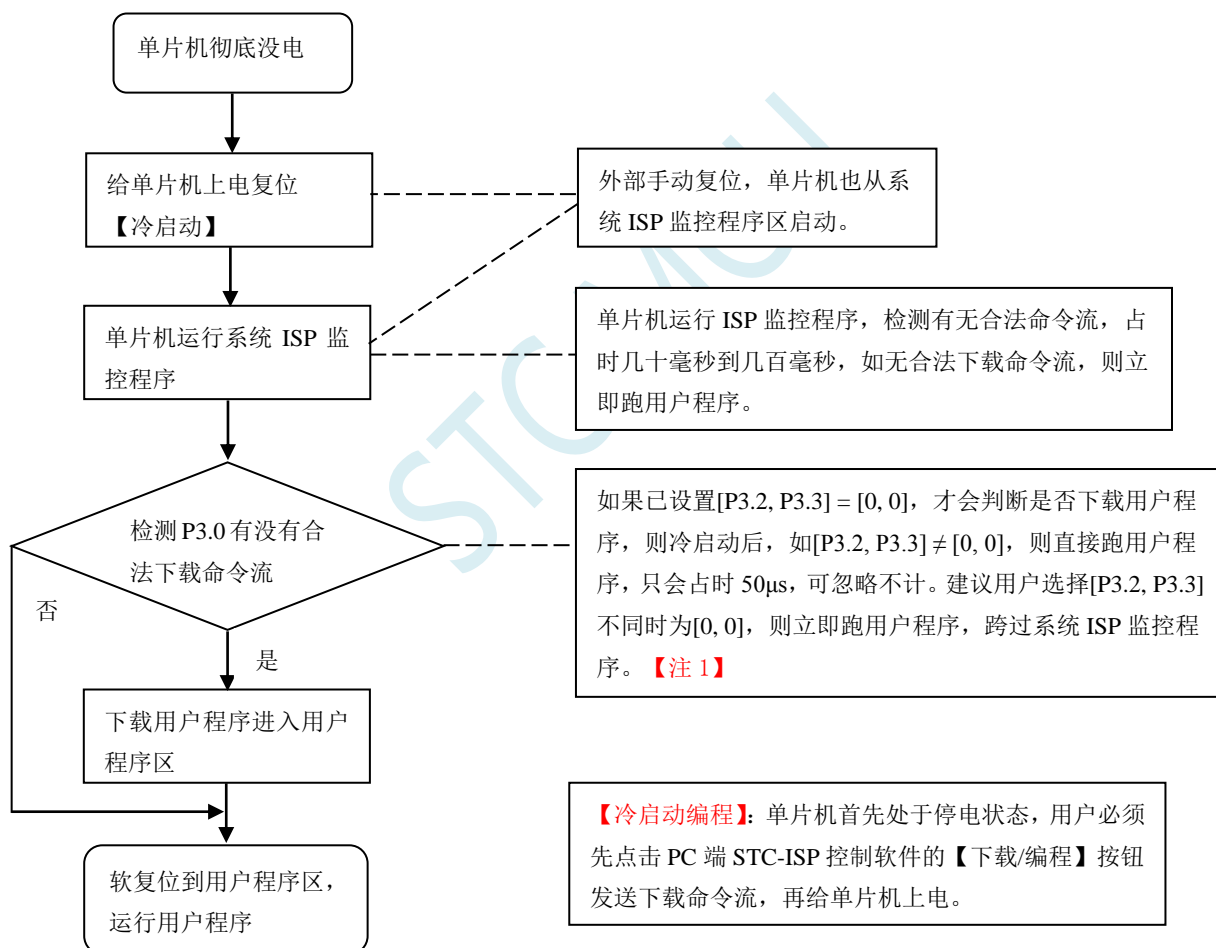 单片机彻底没电
给单片机上电复位
【冷启动】
外部手动复位，单片机也从系
统 ISP 监控程序区启动。
单片机运行系统 ISP 监
控程序
单片机运行 ISP 监控程序，检测有无合法命令流，占
时几十毫秒到几百毫秒，如无合法下载命令流，则立
即跑用户程序。
检测 P3.0 有没有合
法下载命令流
如果已设置[P3.2, P3.3] = [0, 0]，才会判断是否下载用户程
序，则冷启动后，如[P3.2, P3.3] ≠ [0, 0]，则直接跑用户程
序，只会占时 50μs，可忽略不计。建议用户选择[P3.2, P3.3]
不同时为[0, 0]，则立即跑用户程序，跨过系统 ISP 监控程
序。【注 1】
否
是
下载用户程序进入用户
程序区
【冷启动编程】：单片机首先处于停电状态，用户必须
先点击 PC 端 STC-ISP 控制软件的【下载/编程】按钮
发送下载命令流，再给单片机上电。
软复位到用户程序区，
运行用户程序
STC MCU